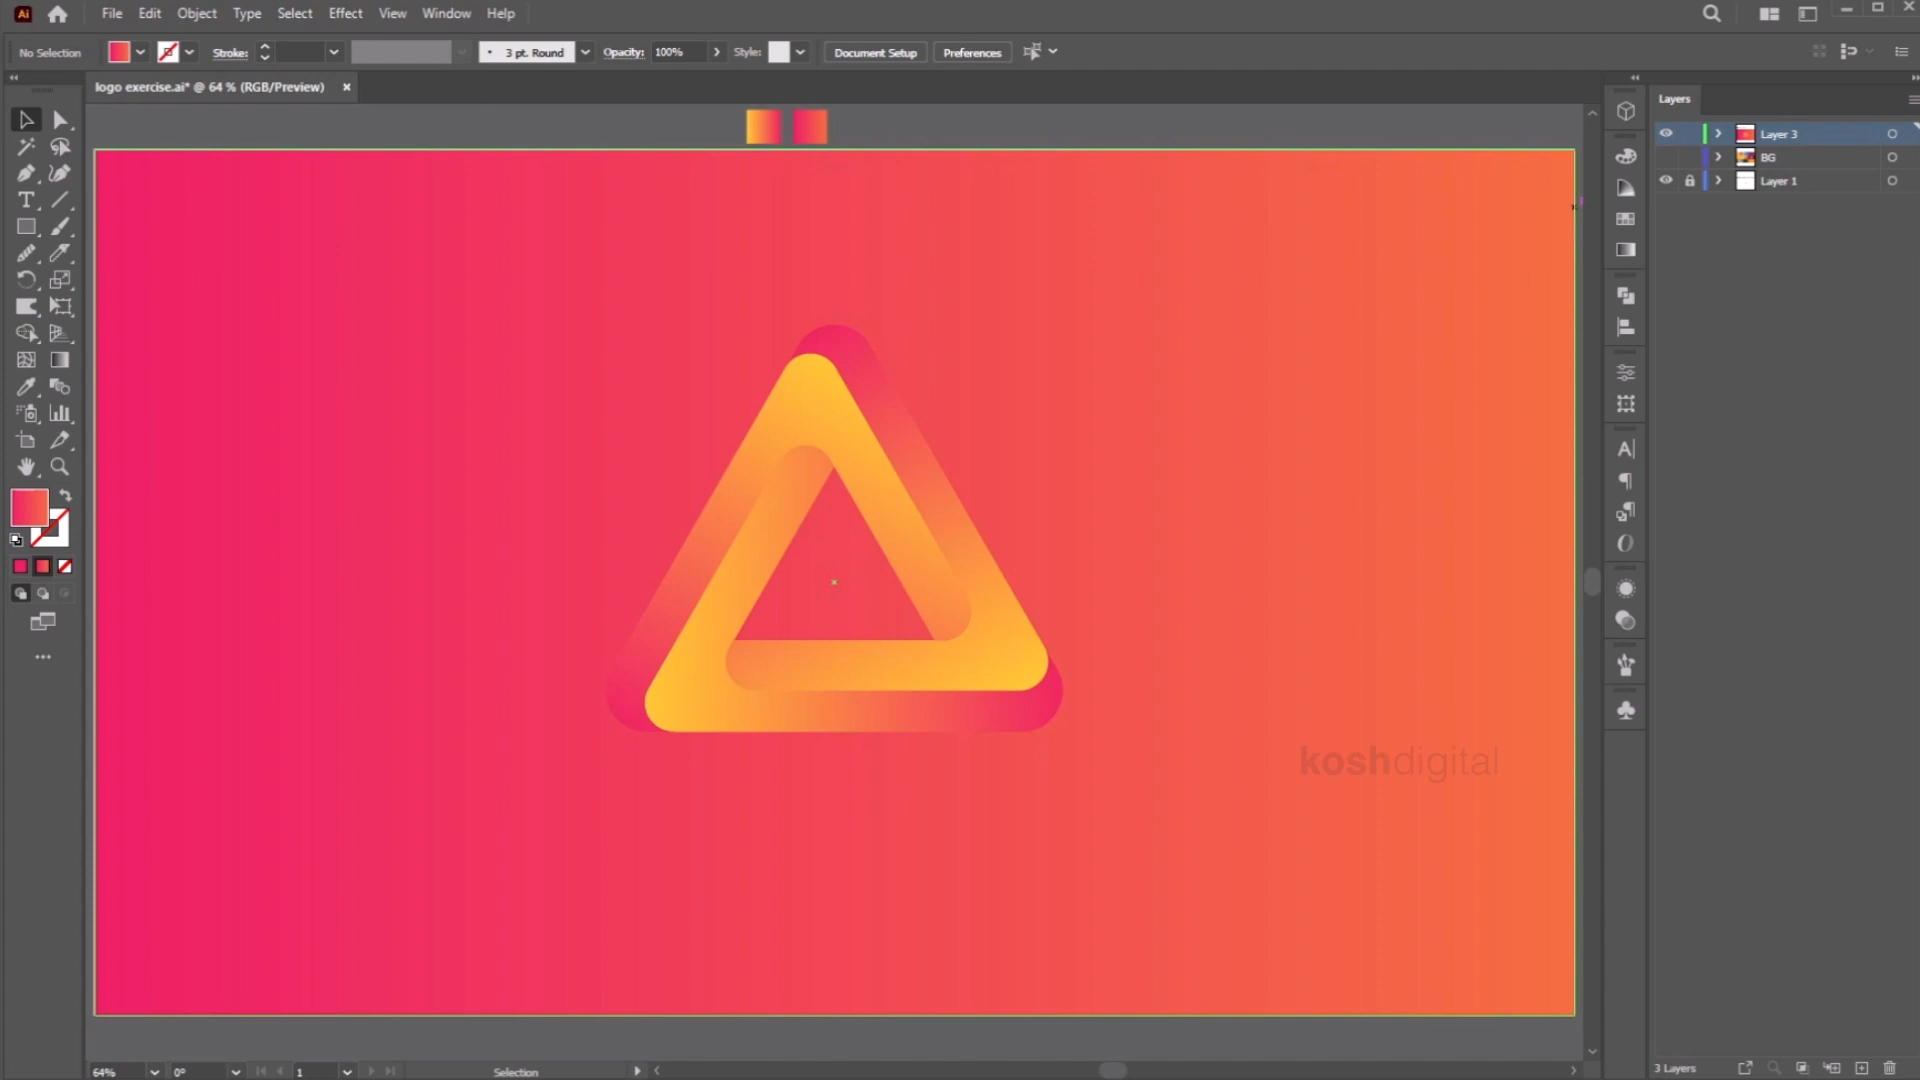 Ai File Edit Object Type Select Effect View Window Help
No Selection Stroke: 3 pt. Round Opacity: 100% Style: Document Setup Preferences
logo exercise.ai* @ 64 % (RGB/Preview)
Layers
Layer 3
BG
Layer 1
koshdigital
64% 0° 1 Selection
3 Layers